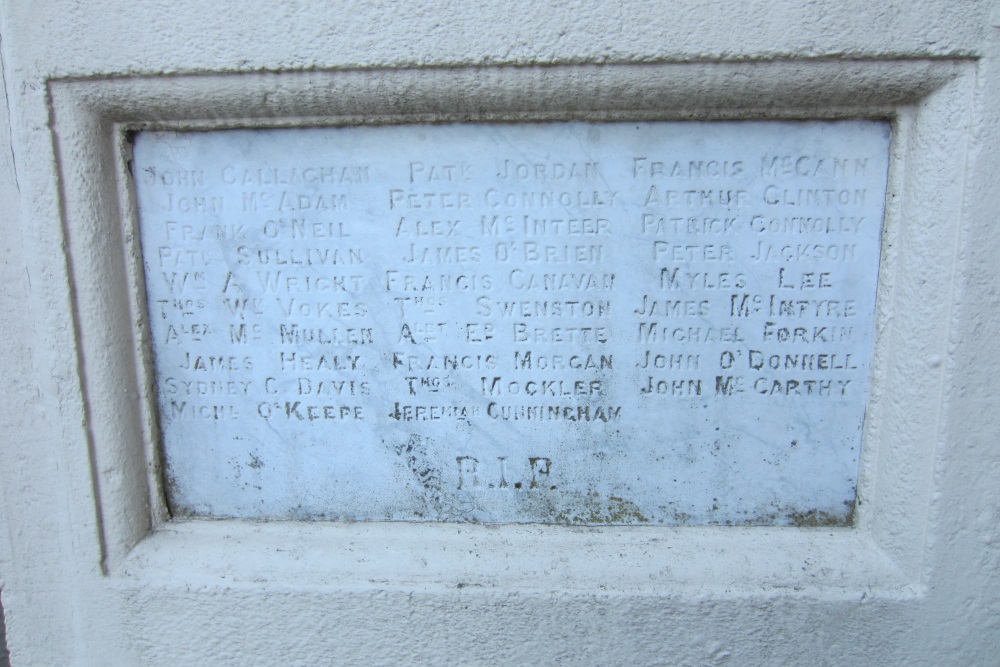 JOHN CALLAGHAN PATK JORDAN FRANCIS MCCANN
JOHN MCADAM PETER CONNOLLY ARTHUR CLINTON
FRANK O'NEIL ALEX MCINTEER PATRICK CONNOLLY
PATK SULLIVAN JAMES O'BRIEN PETER JACKSON
WM A WRIGHT FRANCIS CANAVAN MYLES LEE
THOS WM VOKES THOS SWENSTON JAMES MCINTYRE
ALEX MC MULLEN ALBT ED BRETTE MICHAEL FORKIN
JAMES HEALY FRANCIS MORGAN JOHN O'DONNELL
SYDNEY C DAVIS THOS MOCKLER JOHN MCCARTHY
MICHL O'KEEFE JEREMIAH CUNNINGHAM
R.I.P.